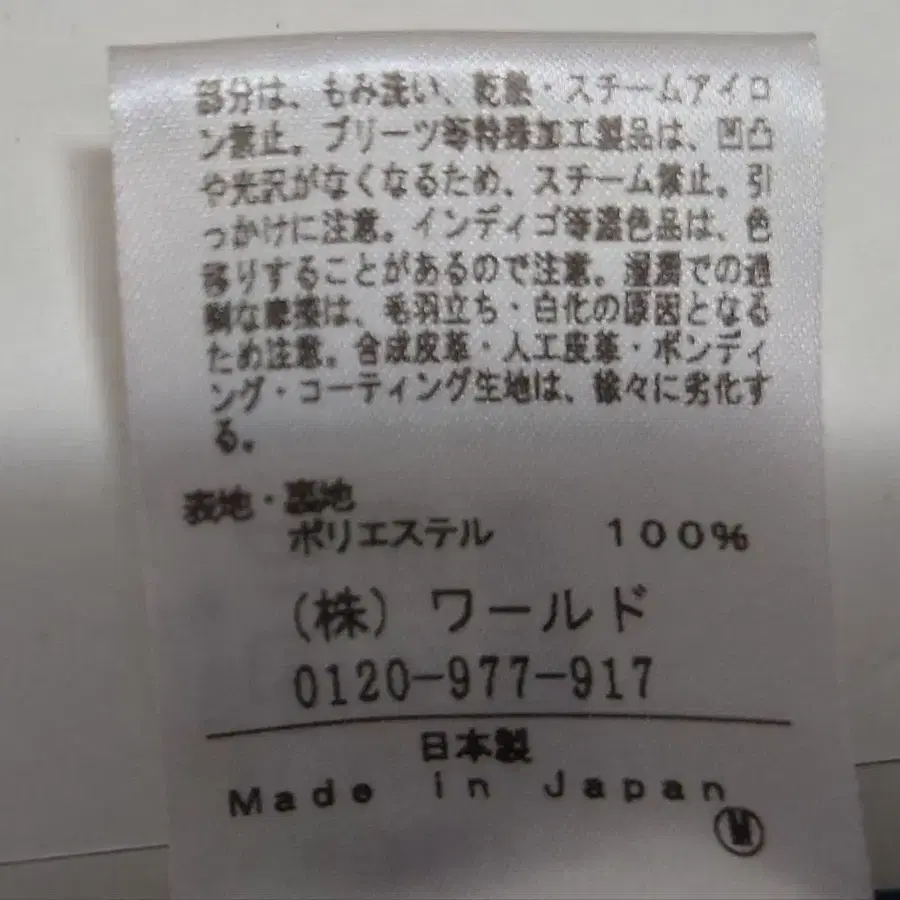 部分は、もみ洗い、乾熱・スチームアイロ
ン禁止。プリーツ等特殊加工製品は、凹凸
や光沢がなくなるため、スチーム禁止。引
っかけに注意。インディゴ等濃色品は、色
移りすることがあるので注意。湿潤での過
剰な摩擦は、毛羽立ち・白化の原因となる
ため注意。合成皮革・人工皮革・ボンディ
ング・コーティング生地は、徐々に劣化す
る。
表地・裏地
ポリエステル 100%
(株)ワールド
0120-977-917
日本製
Made in Japan